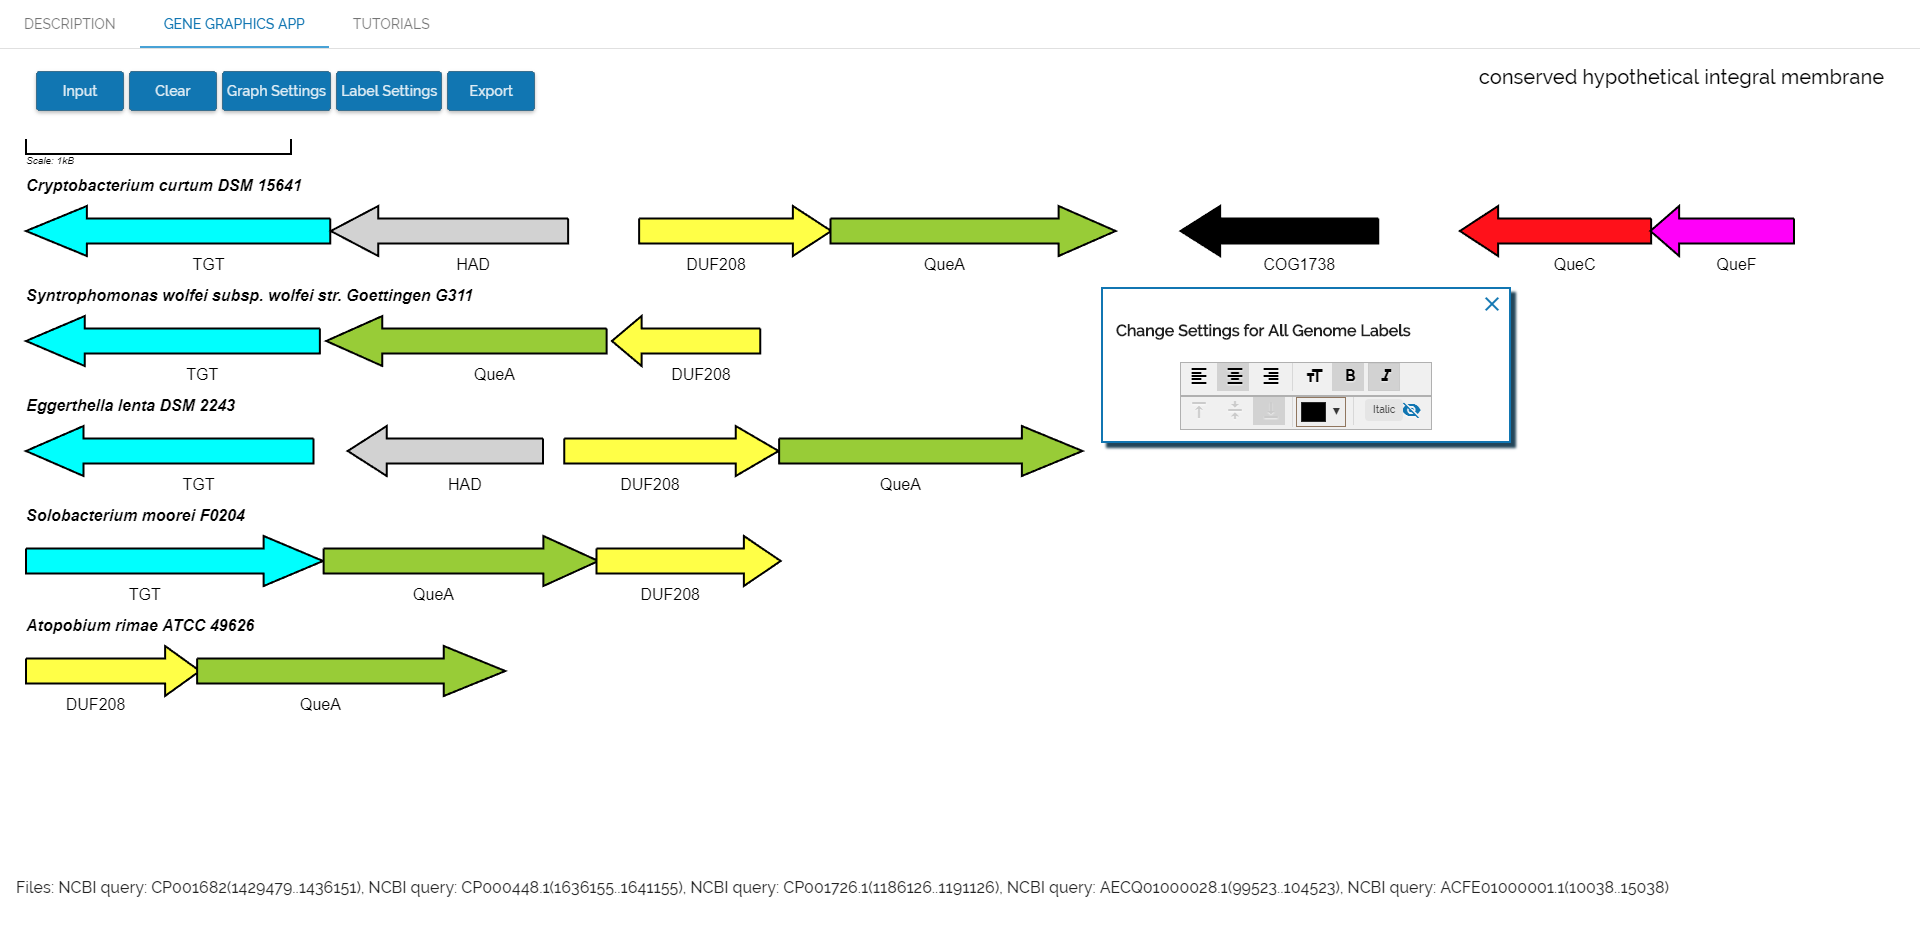 DESCRIPTION GENE GRAPHICS APP TUTORIALS
Input Clear Graph Settings Label Settings Export
conserved hypothetical integral membrane
Scale: 1kB
Cryptobacterium curtum DSM 15641
TGT HAD DUF208 QueA COG1738 QueC QueF
Syntrophomonas wolfei subsp. wolfei str. Goettingen G311
TGT QueA DUF208
Change Settings for All Genome Labels
TT B I
Italic
Eggerthella lenta DSM 2243
TGT HAD DUF208 QueA
Solobacterium moorei F0204
TGT QueA DUF208
Atopobium rimae ATCC 49626
DUF208 QueA
Files: NCBI query: CP001682(1429479..1436151), NCBI query: CP000448.1(1636155..1641155), NCBI query: CP001726.1(1186126..1191126), NCBI query: AECQ01000028.1(99523..104523), NCBI query: ACFE01000001.1(10038..15038)